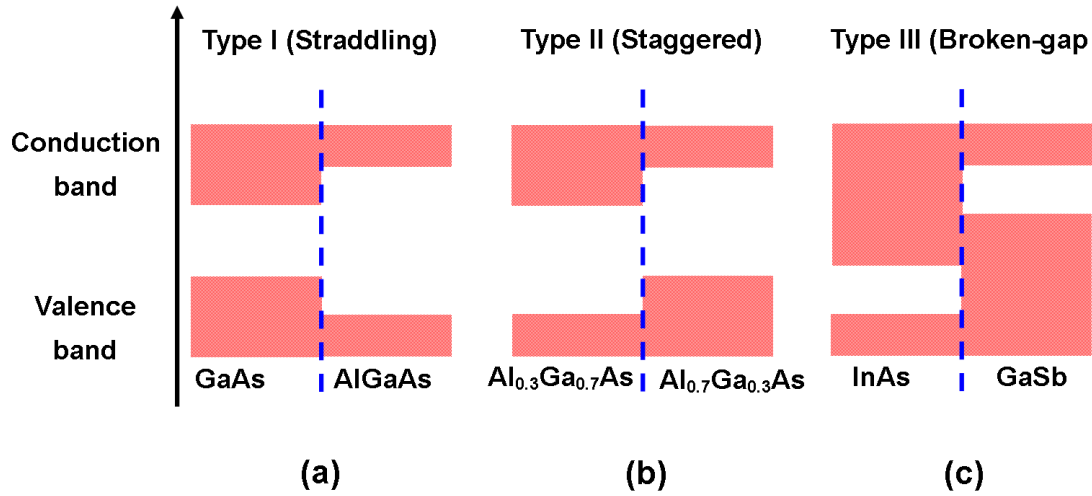 Type I (Straddling)
Type II (Staggered)
Type III (Broken-gap
Conduction
band
Valence
band
GaAs
AlGaAs
Al0.3Ga0.7As
Al0.7Ga0.3As
InAs
GaSb
(a)
(b)
(c)